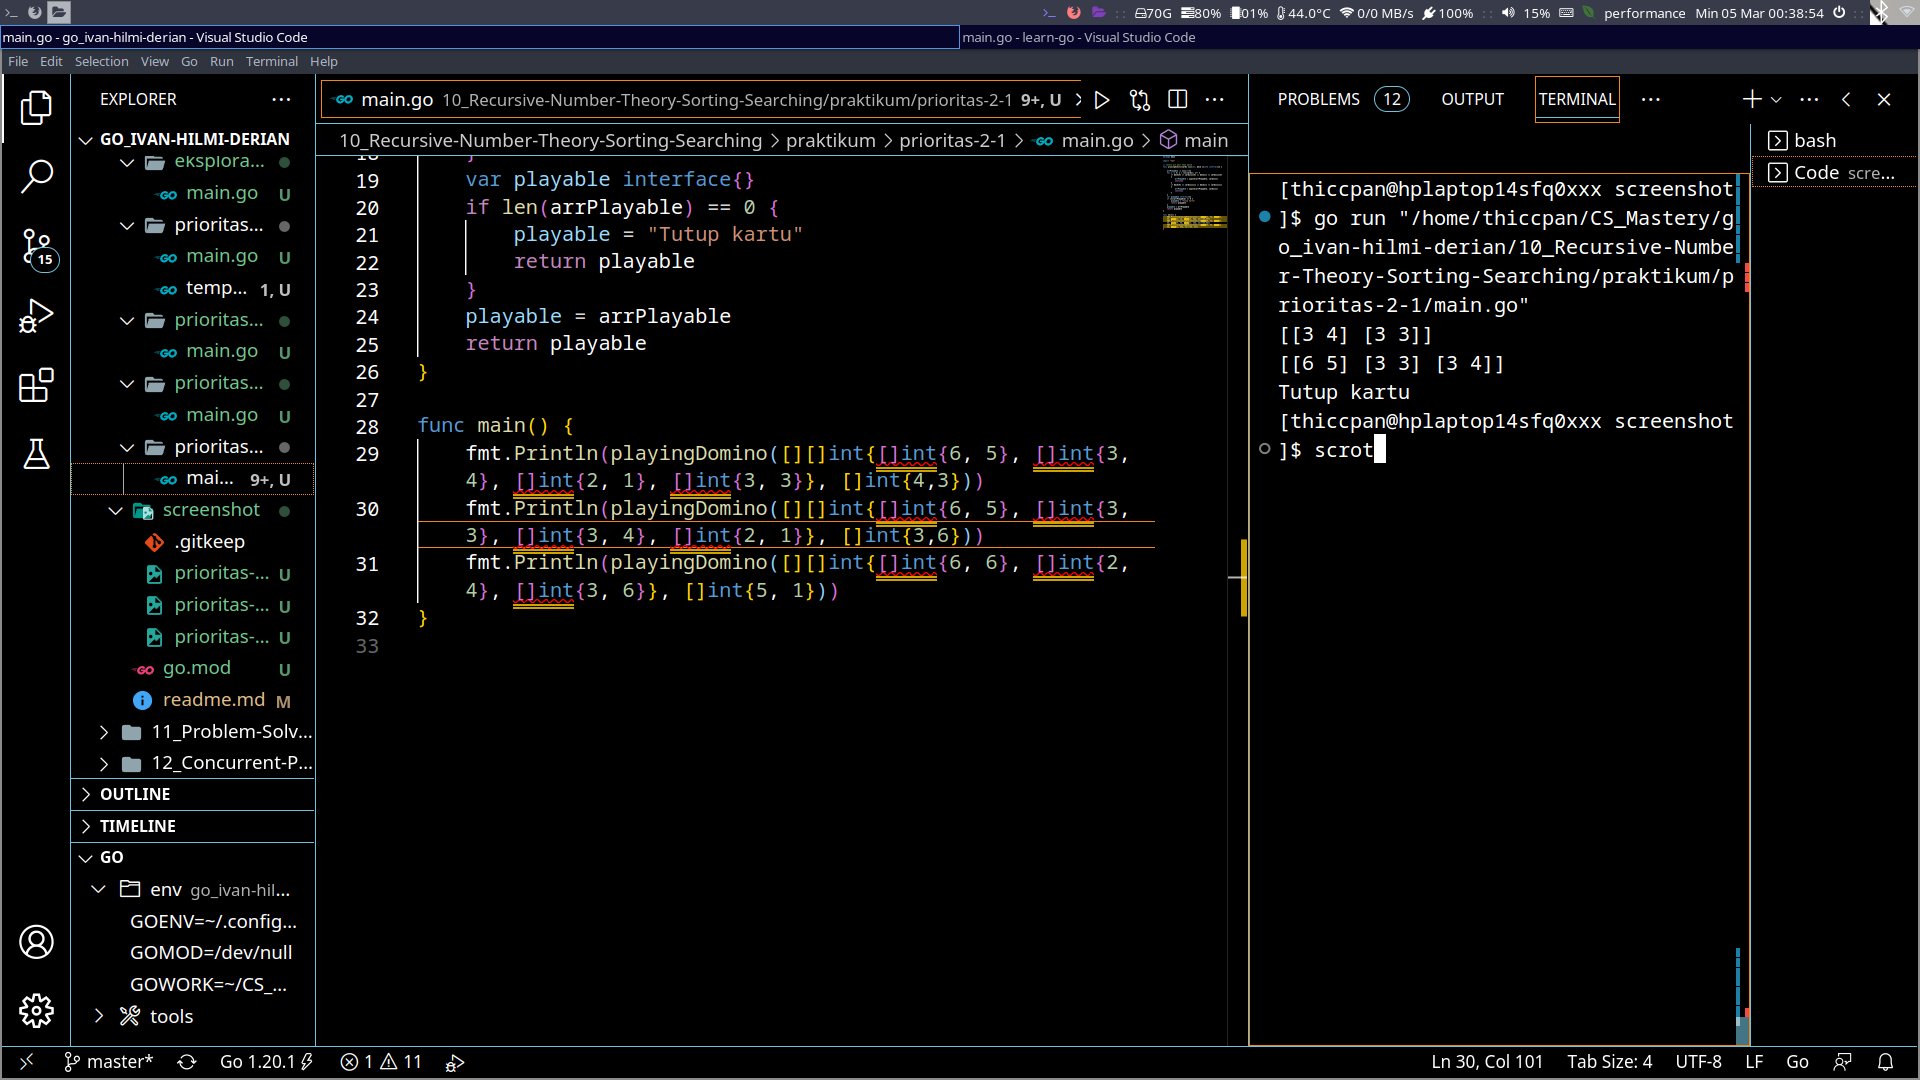 70G 80% 01% 44.0°C 0/0 MB/s 100% :: 15% performance Min 05 Mar 00:38:54
main.go - go_ivan-hilmi-derian - Visual Studio Code
main.go - learn-go - Visual Studio Code
File Edit Selection View Go Run Terminal Help
EXPLORER ...
GO_IVAN-HILMI-DERIAN
eksplora...
main.go U
prioritas...
main.go U
temp... 1, U
prioritas...
main.go U
prioritas...
main.go U
prioritas...
mai... 9+, U
screenshot
.gitkeep
prioritas-... U
prioritas-... U
prioritas-... U
go.mod U
readme.md M
11_Problem-Solv...
12_Concurrent-P...
OUTLINE
TIMELINE
GO
env go_ivan-hil...
GOENV=~/.config...
GOMOD=/dev/null
GOWORK=~/CS_...
tools
15
main.go 10_Recursive-Number-Theory-Sorting-Searching/praktikum/prioritas-2-1 9+, U
10_Recursive-Number-Theory-Sorting-Searching > praktikum > prioritas-2-1 > main.go > main
18 }
19 var playable interface{}
20 if len(arrPlayable) == 0 {
21 playable = "Tutup kartu"
22 return playable
23 }
24 playable = arrPlayable
25 return playable
26 }
27
28 func main() {
29 fmt.Println(playingDomino([][]int{[]int{6, 5}, []int{3,
4}, []int{2, 1}, []int{3, 3}}, []int{4,3}))
30 fmt.Println(playingDomino([][]int{[]int{6, 5}, []int{3,
3}, []int{3, 4}, []int{2, 1}}, []int{3,6}))
31 fmt.Println(playingDomino([][]int{[]int{6, 6}, []int{2,
4}, []int{3, 6}}, []int{5, 1}))
32 }
33
PROBLEMS 12 OUTPUT TERMINAL ...
[thiccpan@hplaptop14sfq0xxx screenshot
]$ go run "/home/thiccpan/CS_Mastery/g
o_ivan-hilmi-derian/10_Recursive-Numbe
r-Theory-Sorting-Searching/praktikum/p
rioritas-2-1/main.go"
[[3 4] [3 3]]
[[6 5] [3 3] [3 4]]
Tutup kartu
[thiccpan@hplaptop14sfq0xxx screenshot
]$ scrot
bash
Code scre...
master* Go 1.20.1 1 11
Ln 30, Col 101 Tab Size: 4 UTF-8 LF Go